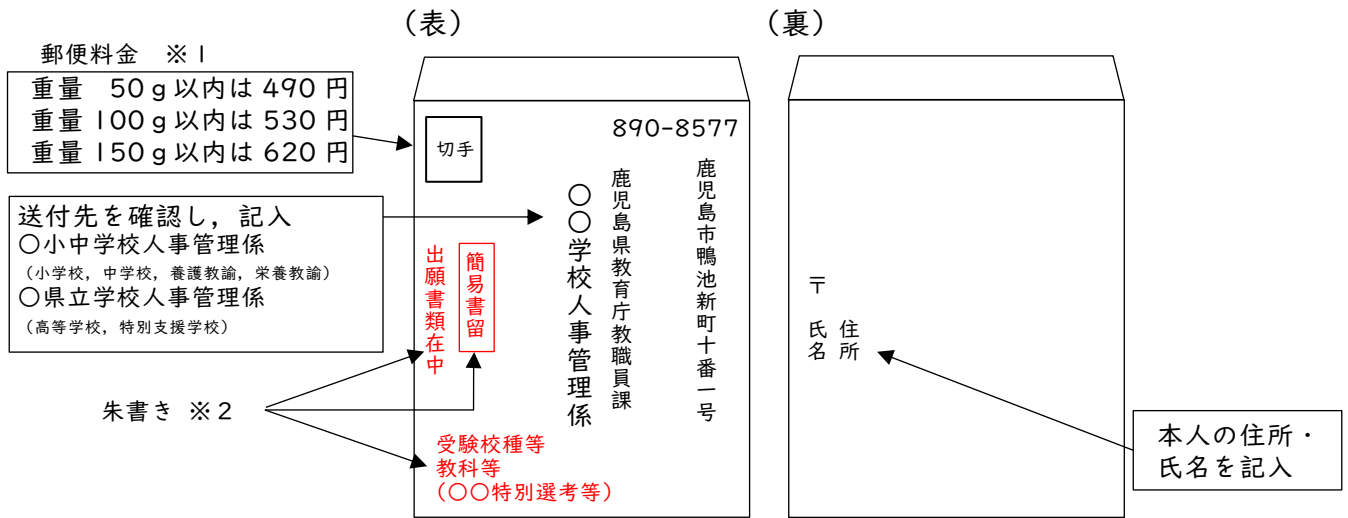 （表）
（裏）
郵便料金　※１
重量　50ｇ以内は 490 円
重量 100ｇ以内は 530 円
重量 150ｇ以内は 620 円
送付先を確認し，記入
○小中学校人事管理係
（小学校，中学校，養護教諭，栄養教諭）
○県立学校人事管理係
（高等学校，特別支援学校）
朱書き ※２
切手
890-8577
鹿児島市鴨池新町十番一号
鹿児島県教育庁教職員課
○○学校人事管理係
簡易書留
出願書類在中
受験校種等
教科等
（○○特別選考等）
〒
住所
氏名
本人の住所・
氏名を記入